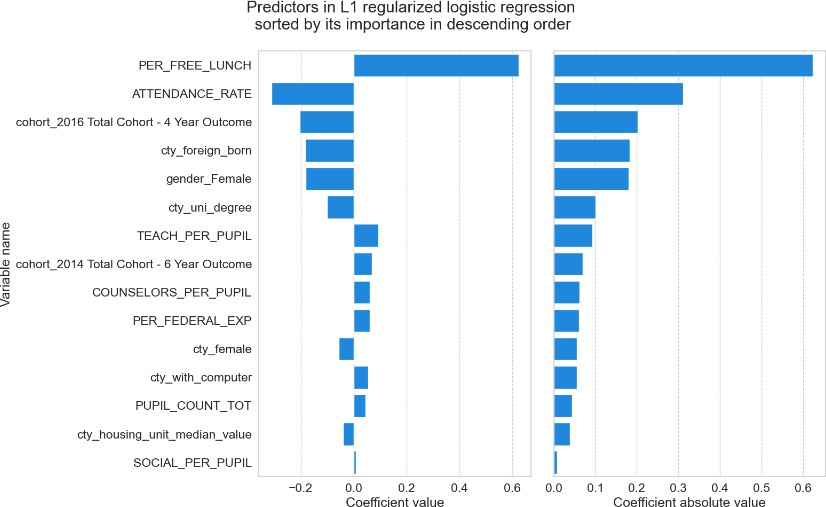 Predictors in L1 regularized logistic regression
sorted by its importance in descending order
Variable name
PER_FREE_LUNCH
ATTENDANCE_RATE
cohort_2016 Total Cohort - 4 Year Outcome
cty_foreign_born
gender_Female
cty_uni_degree
TEACH_PER_PUPIL
cohort_2014 Total Cohort - 6 Year Outcome
COUNSELORS_PER_PUPIL
PER_FEDERAL_EXP
cty_female
cty_with_computer
PUPIL_COUNT_TOT
cty_housing_unit_median_value
SOCIAL_PER_PUPIL
−0.2 0.0 0.2 0.4 0.6
Coefficient value
0.0 0.1 0.2 0.3 0.4 0.5 0.6
Coefficient absolute value